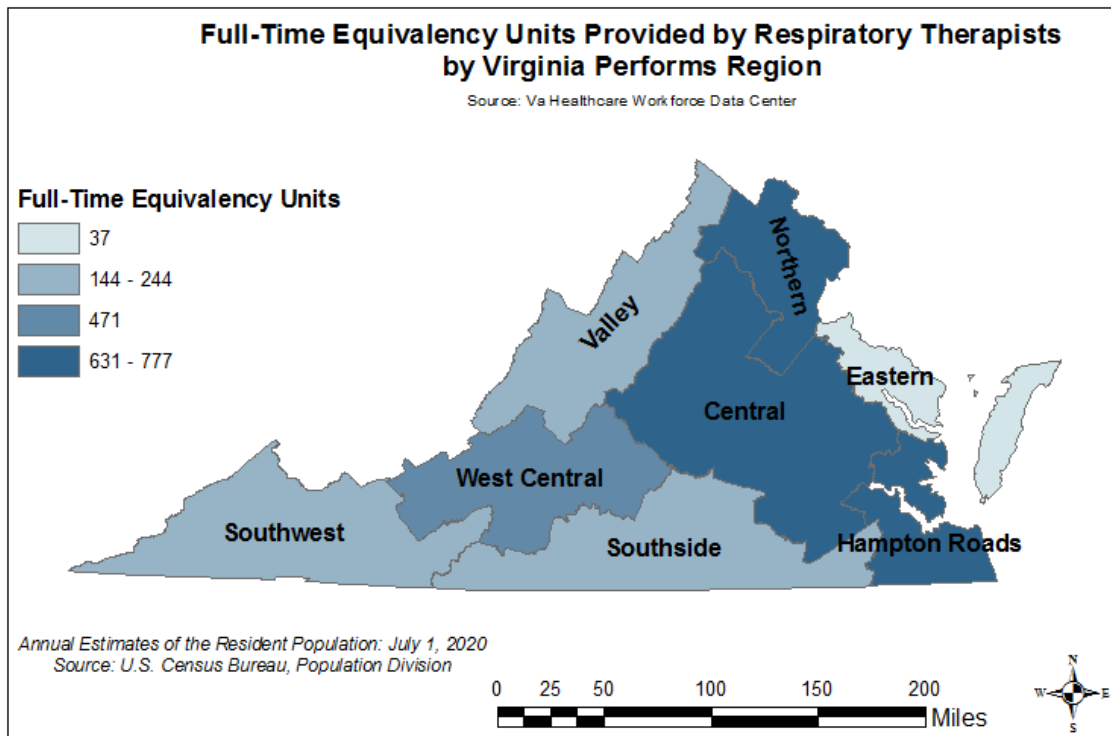 Full-Time Equivalency Units Provided by Respiratory Therapists
by Virginia Performs Region
Source: Va Healthcare Workforce Data Center
Full-Time Equivalency Units
37
144 - 244
471
631 - 777
Northern
Valley
Eastern
Central
West Central
Southwest
Southside
Hampton Roads
Annual Estimates of the Resident Population: July 1, 2020
Source: U.S. Census Bureau, Population Division
0 25 50 100 150 200
Miles
N
W E
S